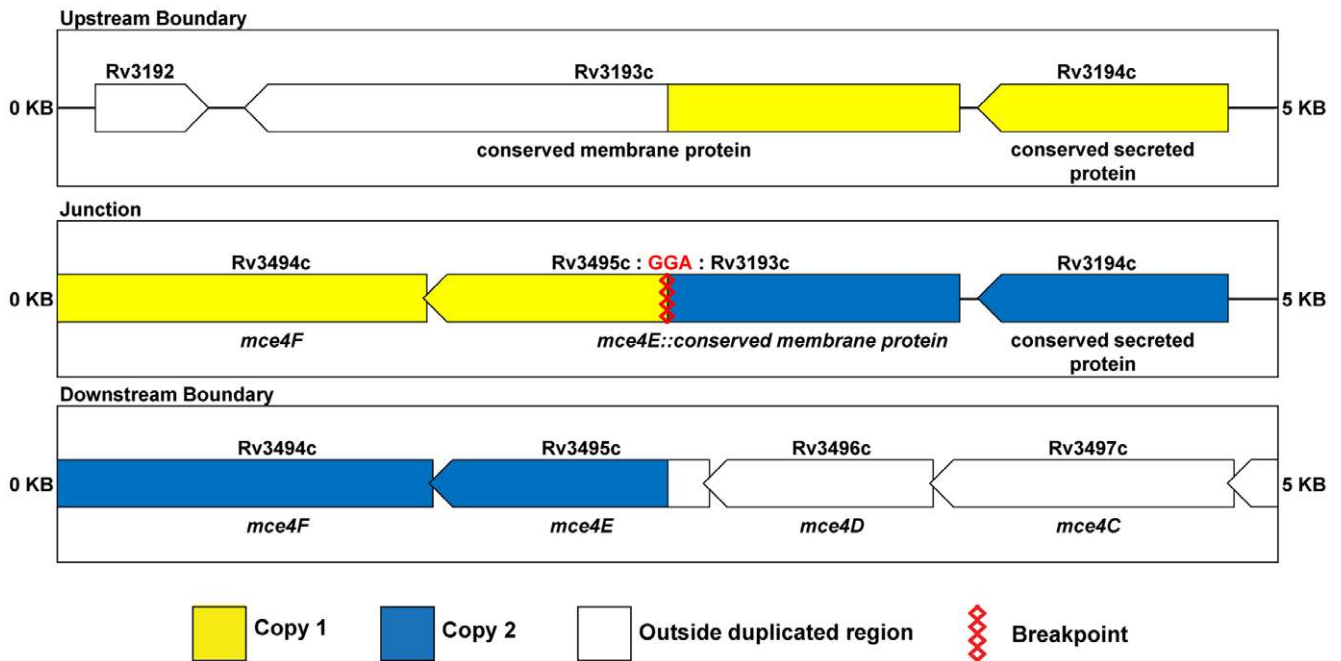 Upstream Boundary
Rv3192 Rv3193c Rv3194c
0 KB 5 KB
conserved membrane protein conserved secreted
protein
Junction
Rv3494c Rv3495c : GGA : Rv3193c Rv3194c
0 KB 5 KB
mce4F mce4E::conserved membrane protein conserved secreted
protein
Downstream Boundary
Rv3494c Rv3495c Rv3496c Rv3497c
0 KB 5 KB
mce4F mce4E mce4D mce4C
Copy 1 Copy 2 Outside duplicated region Breakpoint